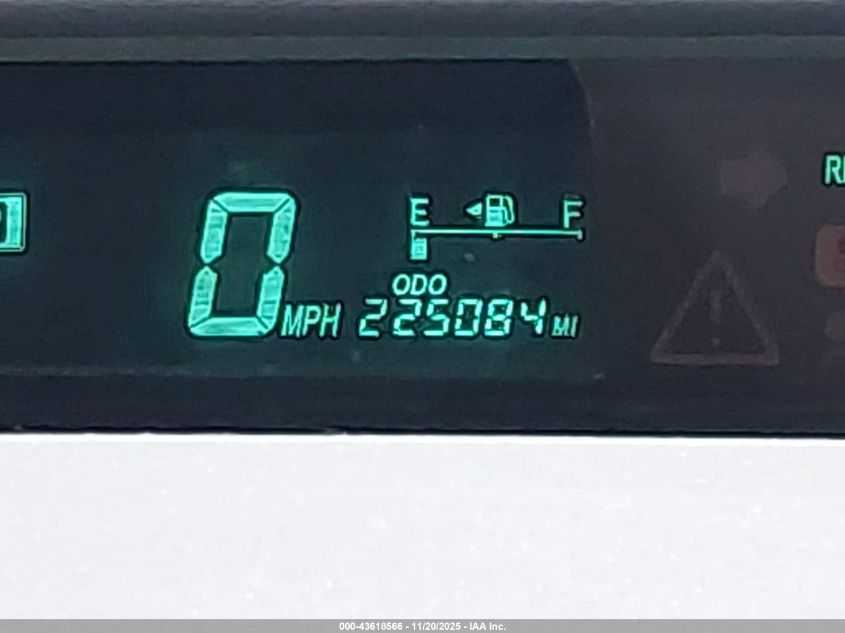 E F
ODO
0 MPH 225084 MI
000-43618566 - 11/20/2025 - IAA Inc.